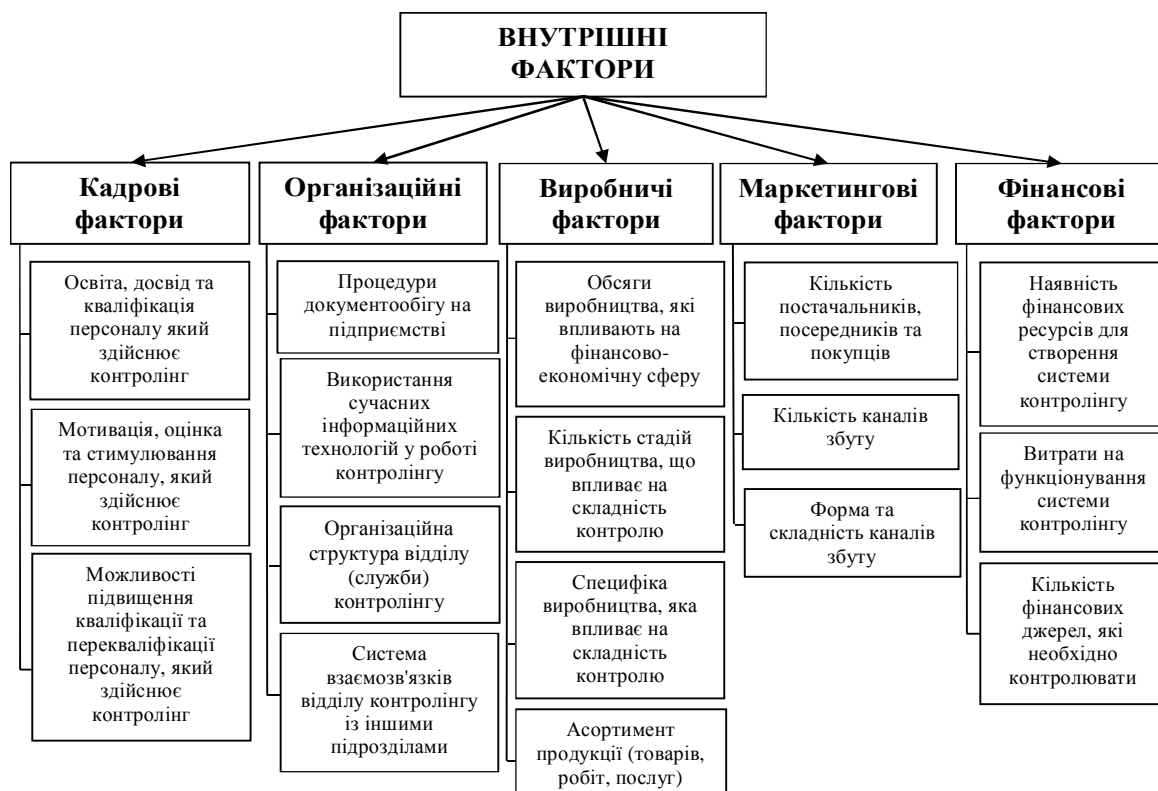 ВНУТРІШНІ
ФАКТОРИ
Кадрові
фактори
Освіта, досвід та
кваліфікація
персоналу який
здійснює
контролінг
Мотивація, оцінка
та стимулювання
персоналу, який
здійснює
контролінг
Можливості
підвищення
кваліфікації та
перекваліфікації
персоналу, який
здійснює
контролінг
Організаційні
фактори
Процедури
документообігу на
підприємстві
Використання
сучасних
інформаційних
технологій у роботі
контролінгу
Організаційна
структура відділу
(служби)
контролінгу
Система
взаємозв'язків
відділу контролінгу
із іншими
підрозділами
Виробничі
фактори
Обсяги
виробництва, які
впливають на
фінансово-
економічну сферу
Кількість стадій
виробництва, що
впливає на
складність
контролю
Специфіка
виробництва, яка
впливає на
складність
контролю
Асортимент
продукції (товарів,
робіт, послуг)
Маркетингові
фактори
Кількість
постачальників,
посередників та
покупців
Кількість каналів
збуту
Форма та
складність каналів
збуту
Фінансові
фактори
Наявність
фінансових
ресурсів для
створення
системи
контролінгу
Витрати на
функціонування
системи
контролінгу
Кількість
фінансових
джерел, які
необхідно
контролювати